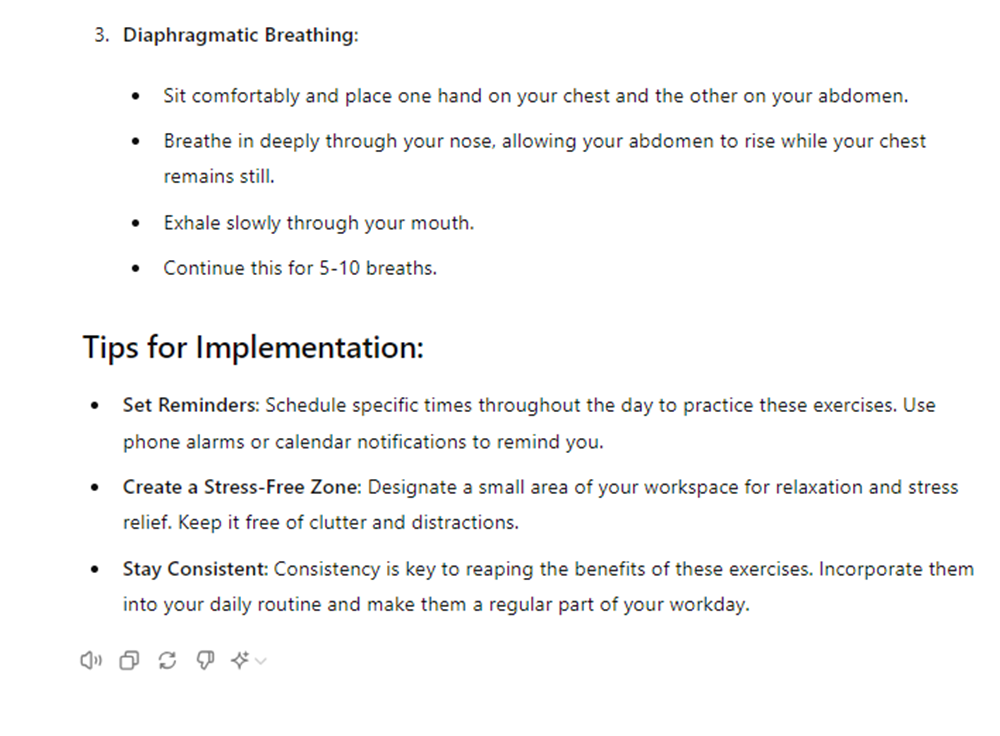 3. Diaphragmatic Breathing:
• Sit comfortably and place one hand on your chest and the other on your abdomen.
• Breathe in deeply through your nose, allowing your abdomen to rise while your chest
remains still.
• Exhale slowly through your mouth.
• Continue this for 5-10 breaths.
Tips for Implementation:
• Set Reminders: Schedule specific times throughout the day to practice these exercises. Use
phone alarms or calendar notifications to remind you.
• Create a Stress-Free Zone: Designate a small area of your workspace for relaxation and stress
relief. Keep it free of clutter and distractions.
• Stay Consistent: Consistency is key to reaping the benefits of these exercises. Incorporate them
into your daily routine and make them a regular part of your workday.